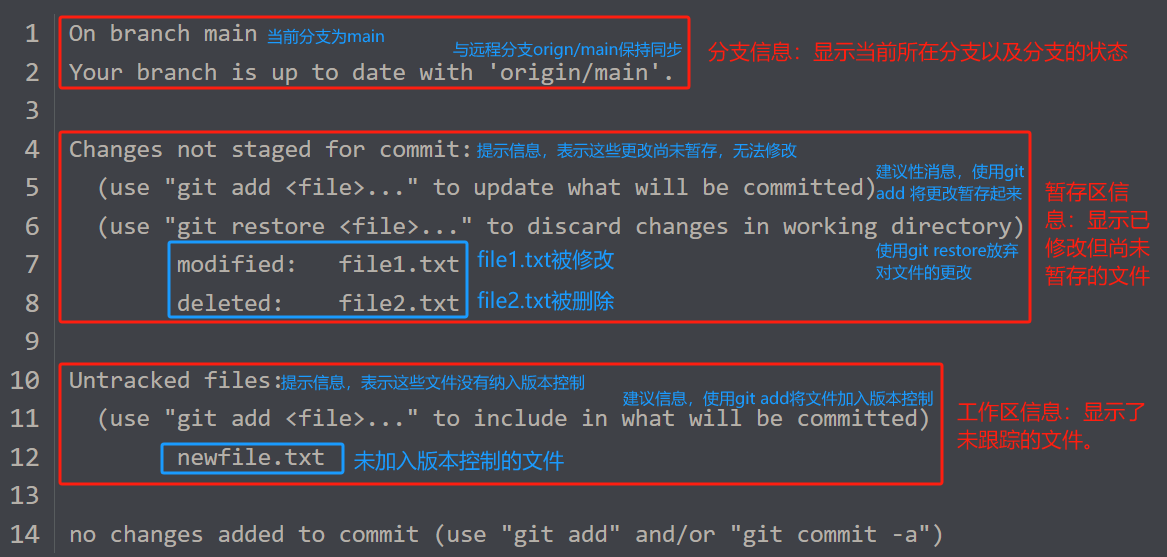 1 On branch main 当前分支为main
与远程分支orign/main保持同步
分支信息：显示当前所在分支以及分支的状态
2 Your branch is up to date with 'origin/main'.
3
4 Changes not staged for commit: 提示信息，表示这些更改尚未暂存，无法修改
5 (use "git add <file>..." to update what will be committed)
建议性消息，使用git
add 将更改暂存起来
6 (use "git restore <file>..." to discard changes in working directory)
使用git restore放弃
对文件的更改
7 modified: file1.txt file1.txt被修改
8 deleted: file2.txt file2.txt被删除
暂存区信
息：显示已
修改但尚未
暂存的文件
9
10 Untracked files:提示信息，表示这些文件没有纳入版本控制
建议信息，使用git add将文件加入版本控制
11 (use "git add <file>..." to include in what will be committed)
12 newfile.txt 未加入版本控制的文件
工作区信息：显示了
未跟踪的文件。
13
14 no changes added to commit (use "git add" and/or "git commit -a")